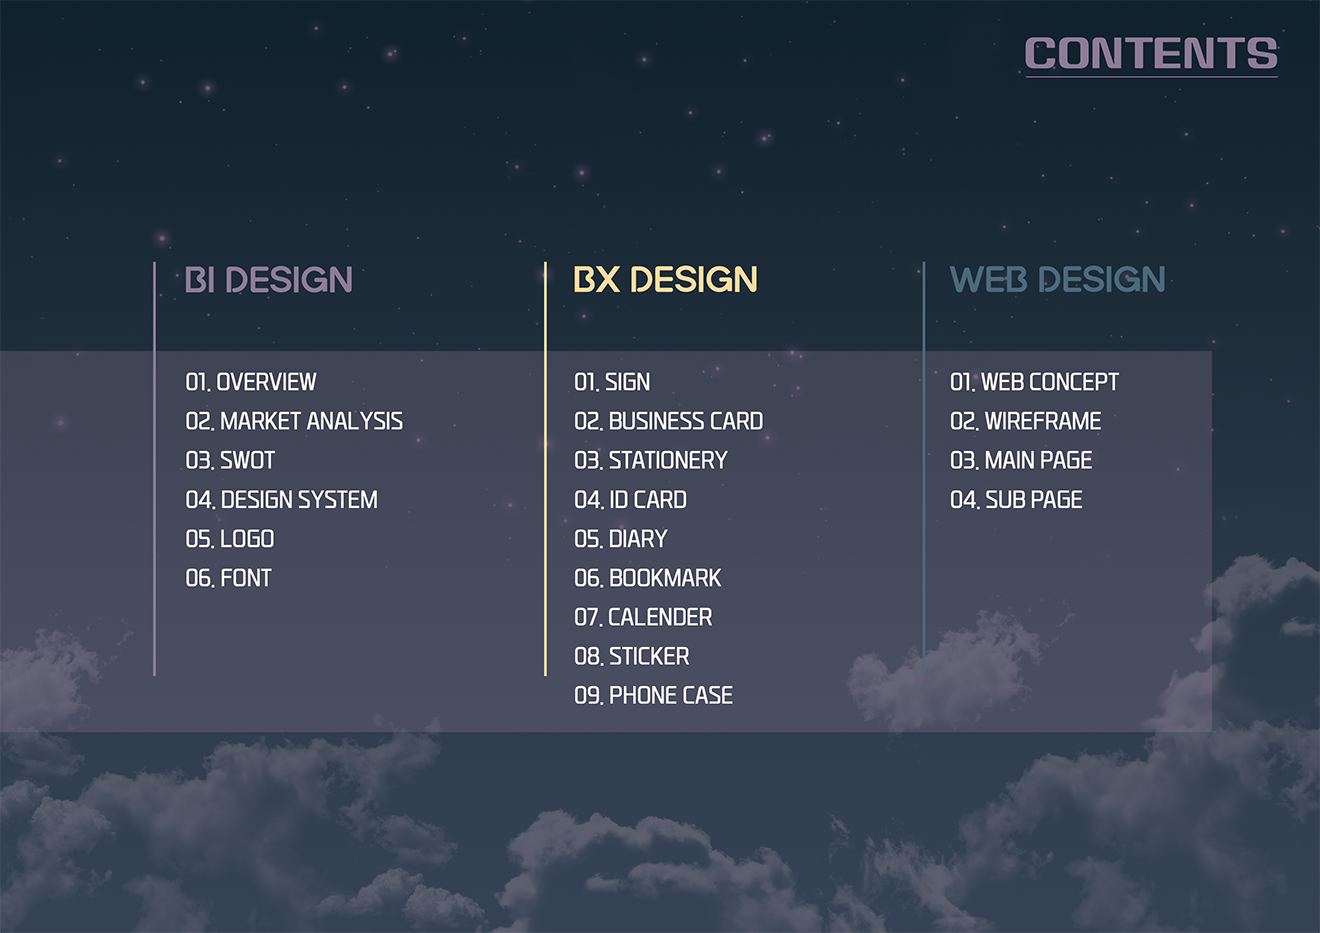 CONTENTS
BI DESIGN
01. OVERVIEW
02. MARKET ANALYSIS
03. SWOT
04. DESIGN SYSTEM
05. LOGO
06. FONT
BX DESIGN
01. SIGN
02. BUSINESS CARD
03. STATIONERY
04. ID CARD
05. DIARY
06. BOOKMARK
07. CALENDER
08. STICKER
09. PHONE CASE
WEB DESIGN
01. WEB CONCEPT
02. WIREFRAME
03. MAIN PAGE
04. SUB PAGE